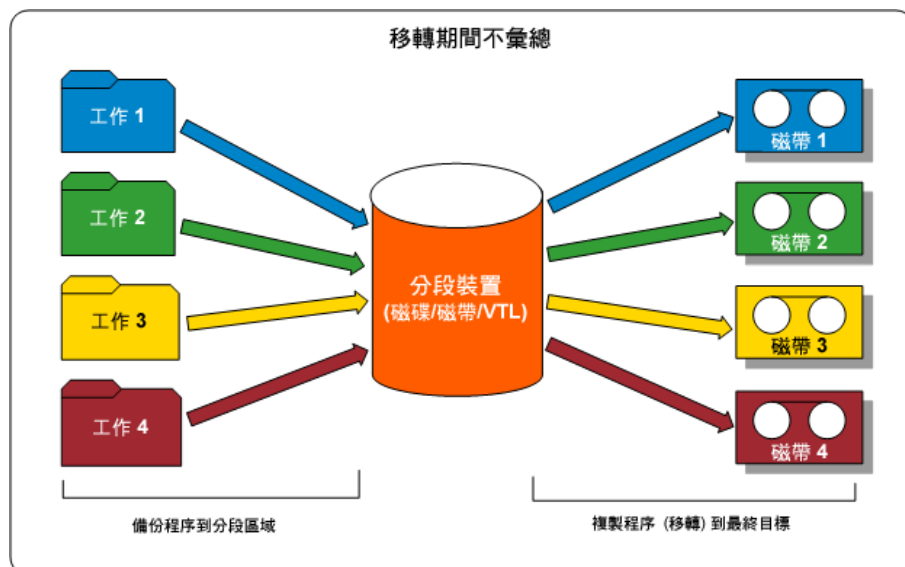 移轉期間不彙總
工作 1
工作 2
工作 3
工作 4
分段裝置
(磁碟/磁帶/VTL)
磁帶 1
磁帶 2
磁帶 3
磁帶 4
備份程序到分段區域
複製程序 (移轉) 到最終目標